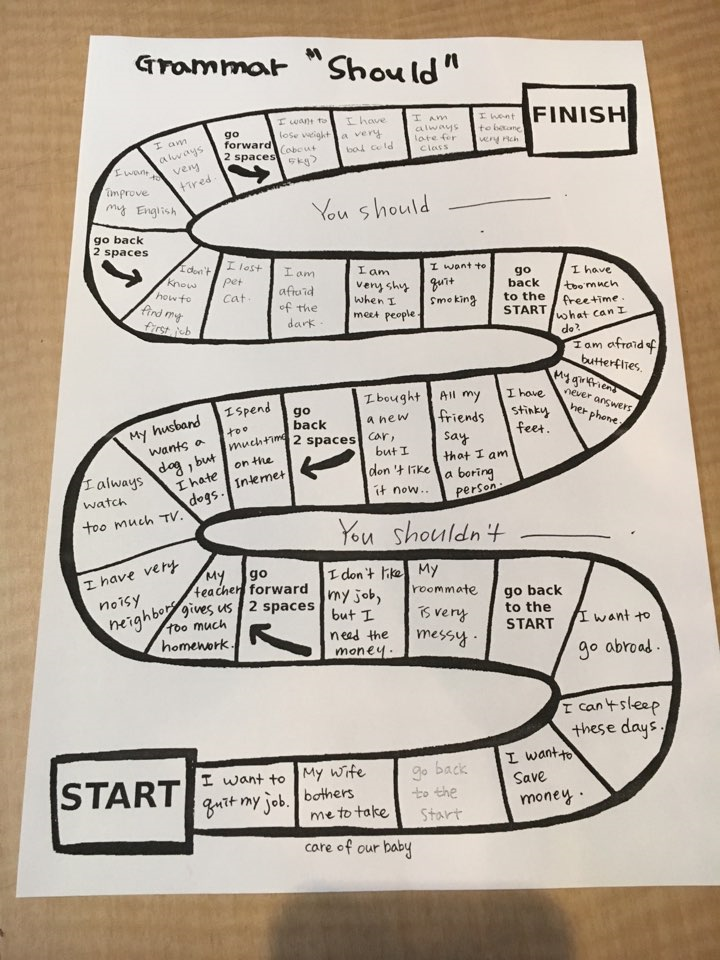 Grammar "Should"
FINISH
I want
to become
very rich
I am
always
late for
class
I have
a very
bad cold
I want to
lose weight
(about
5kg)
go
forward
2 spaces
I am
always
very
tired.
I want to
improve
my English
You should
go back
2 spaces
I don't
know
how to
find my
first job
I lost
pet
cat.
I am
afraid
of the
dark.
I am
very shy
when I
meet people.
I want to
quit
smoking
go
back
to the
START
I have
too much
free time.
what can I
do?
I am afraid of
butterflies.
My girlfriend
never answers
her phone.
I have
stinky
feet.
All my
friends
say
that I am
a boring
person.
I bought
a new
car,
but I
don't like
it now..
go
back
2 spaces
I spend
too
much time
on the
Internet
My husband
wants a
dog, but
I hate
dogs.
I always
watch
too much TV.
You shouldn't
I have very
noisy
neighbors
My
teacher
gives us
too much
homework.
go
forward
2 spaces
I don't like
my job,
but I
need the
money.
My
roommate
is very
messy.
go back
to the
START
I want to
go abroad.
I can't sleep
these days.
I want to
save
money.
go back
to the
Start
My wife
bothers
me to take
care of our baby
I want to
quit my job.
START